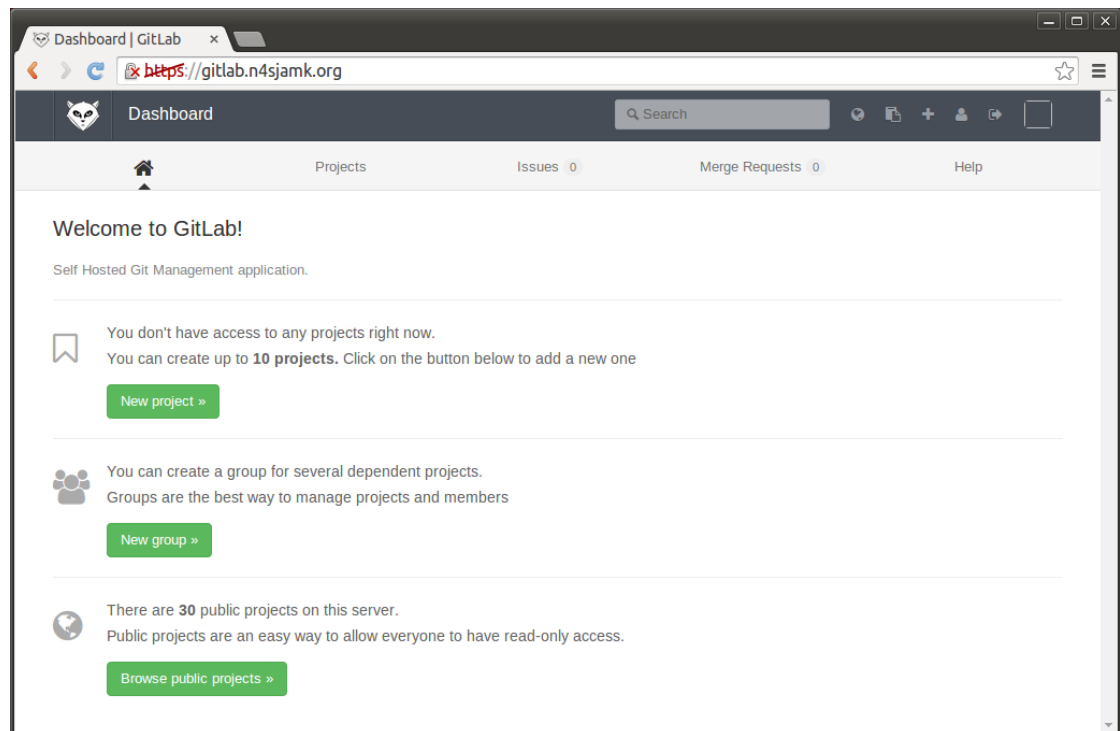 Dashboard | GitLab
https://gitlab.n4sjamk.org
Dashboard
Search
Projects
Issues 0
Merge Requests 0
Help
Welcome to GitLab!
Self Hosted Git Management application.
You don't have access to any projects right now.
You can create up to 10 projects. Click on the button below to add a new one
New project »
You can create a group for several dependent projects.
Groups are the best way to manage projects and members
New group »
There are 30 public projects on this server.
Public projects are an easy way to allow everyone to have read-only access.
Browse public projects »